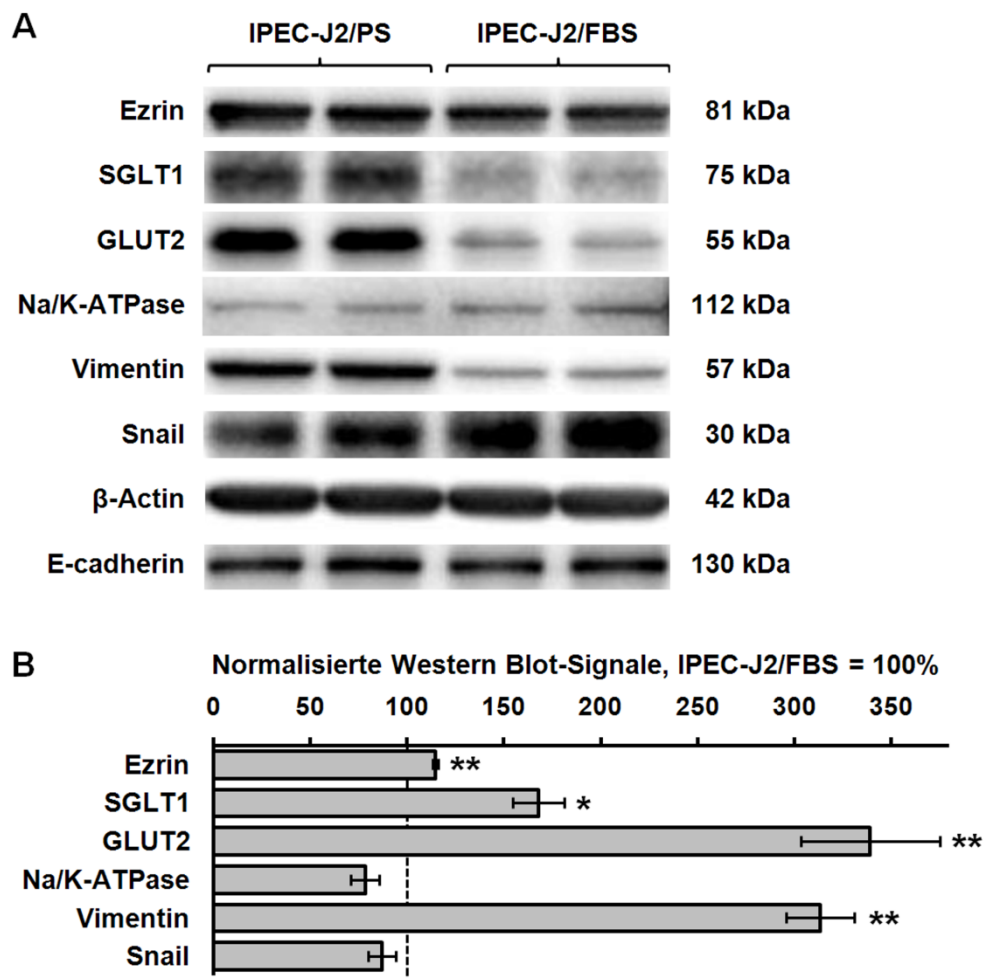 A
IPEC-J2/PS IPEC-J2/FBS
Ezrin 81 kDa
SGLT1 75 kDa
GLUT2 55 kDa
Na/K-ATPase 112 kDa
Vimentin 57 kDa
Snail 30 kDa
β-Actin 42 kDa
E-cadherin 130 kDa
B
Normalisierte Western Blot-Signale, IPEC-J2/FBS = 100%
0 50 100 150 200 250 300 350
Ezrin **
SGLT1 *
GLUT2 **
Na/K-ATPase
Vimentin **
Snail